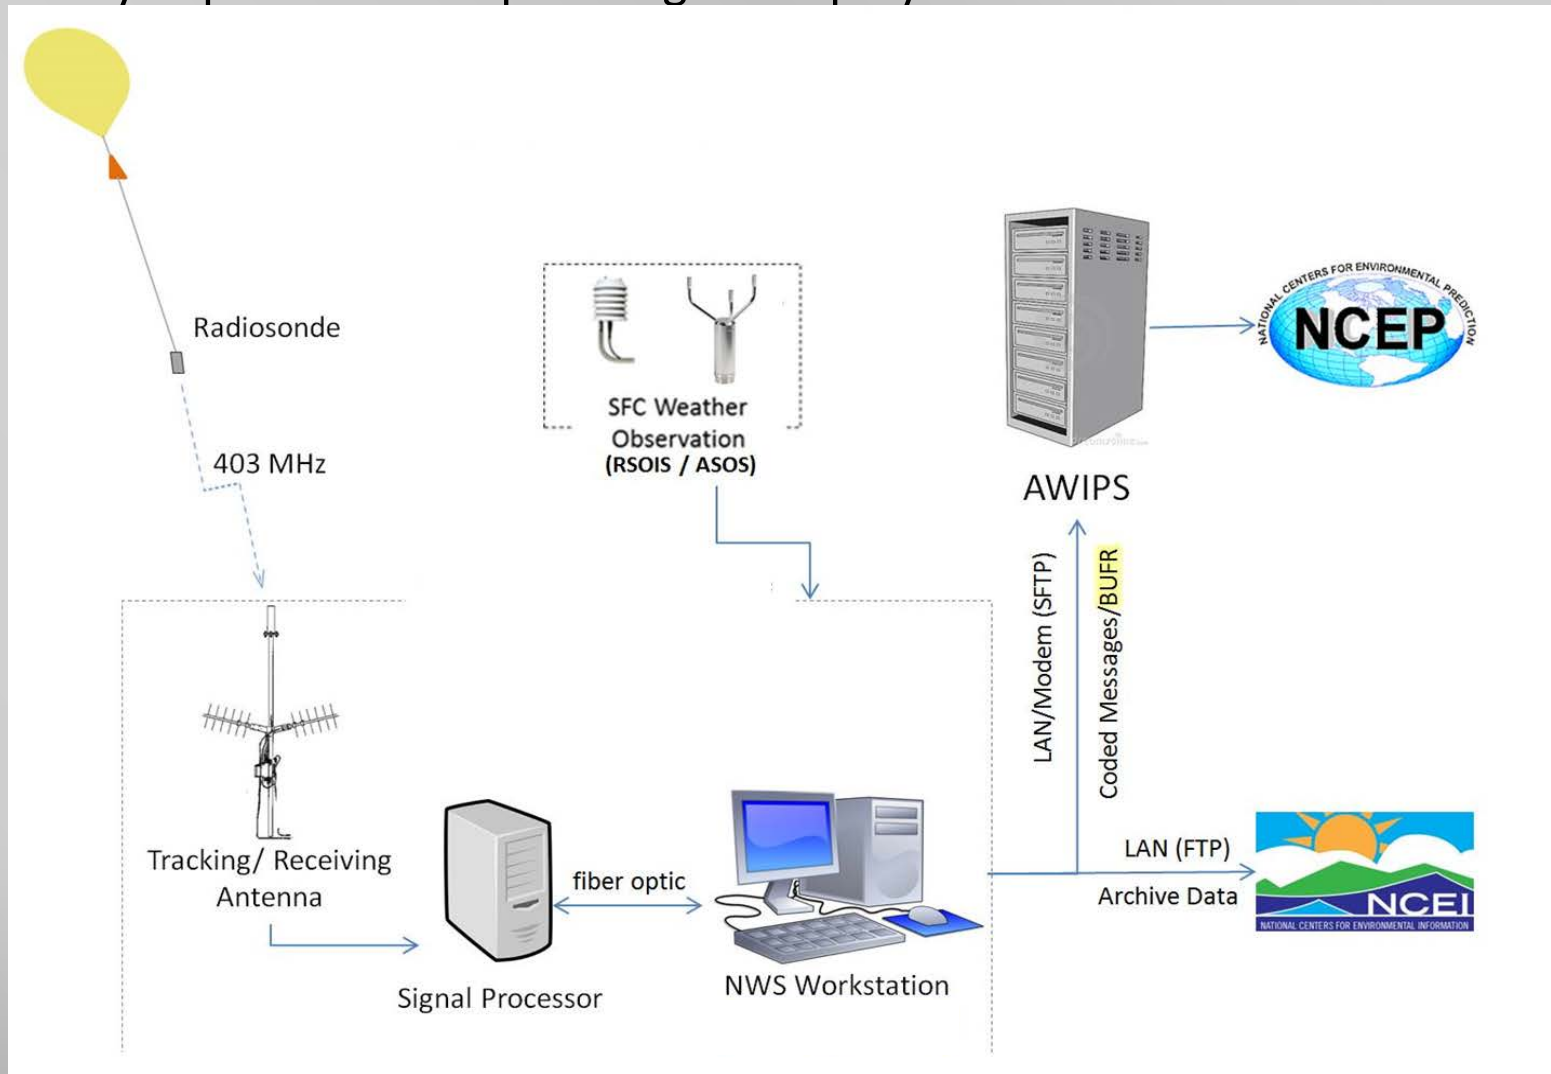 Radiosonde
403 MHz
SFC Weather
Observation
(RSOIS / ASOS)
AWIPS
NATIONAL CENTERS FOR ENVIRONMENTAL PREDICTION
NCEP
LAN/Modem (SFTP)
Coded Messages/BUFR
Tracking/ Receiving
Antenna
Signal Processor
fiber optic
NWS Workstation
LAN (FTP)
Archive Data
NCEI
NATIONAL CENTERS FOR ENVIRONMENTAL INFORMATION